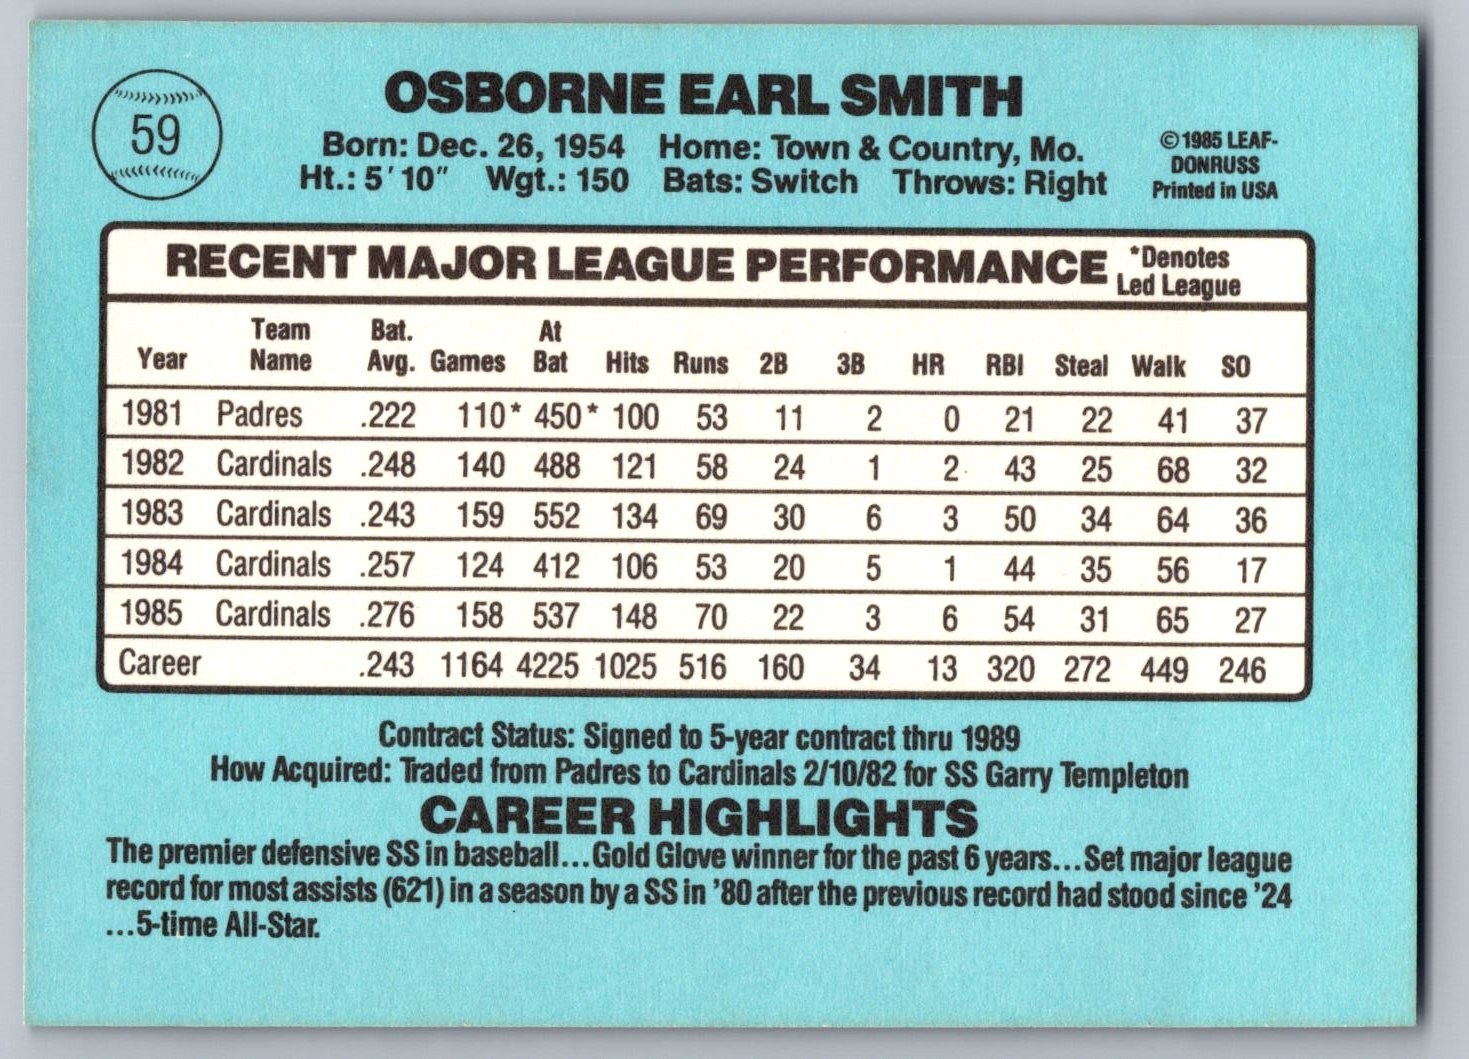 59
OSBORNE EARL SMITH
Born: Dec. 26, 1954 Home: Town & Country, Mo.
Ht.: 5'10" Wgt.: 150 Bats: Switch Throws: Right
©1985 LEAF-
DONRUSS
Printed in USA
RECENT MAJOR LEAGUE PERFORMANCE *Denotes
Led League
Team Bat. At
Year Name Avg. Games Bat Hits Runs 2B 3B HR RBI Steal Walk SO
1981 Padres .222 110* 450* 100 53 11 2 0 21 22 41 37
1982 Cardinals .248 140 488 121 58 24 1 2 43 25 68 32
1983 Cardinals .243 159 552 134 69 30 6 3 50 34 64 36
1984 Cardinals .257 124 412 106 53 20 5 1 44 35 56 17
1985 Cardinals .276 158 537 148 70 22 3 6 54 31 65 27
Career .243 1164 4225 1025 516 160 34 13 320 272 449 246
Contract Status: Signed to 5-year contract thru 1989
How Acquired: Traded from Padres to Cardinals 2/10/82 for SS Garry Templeton
CAREER HIGHLIGHTS
The premier defensive SS in baseball...Gold Glove winner for the past 6 years...Set major league
record for most assists (621) in a season by a SS in '80 after the previous record had stood since '24
...5-time All-Star.